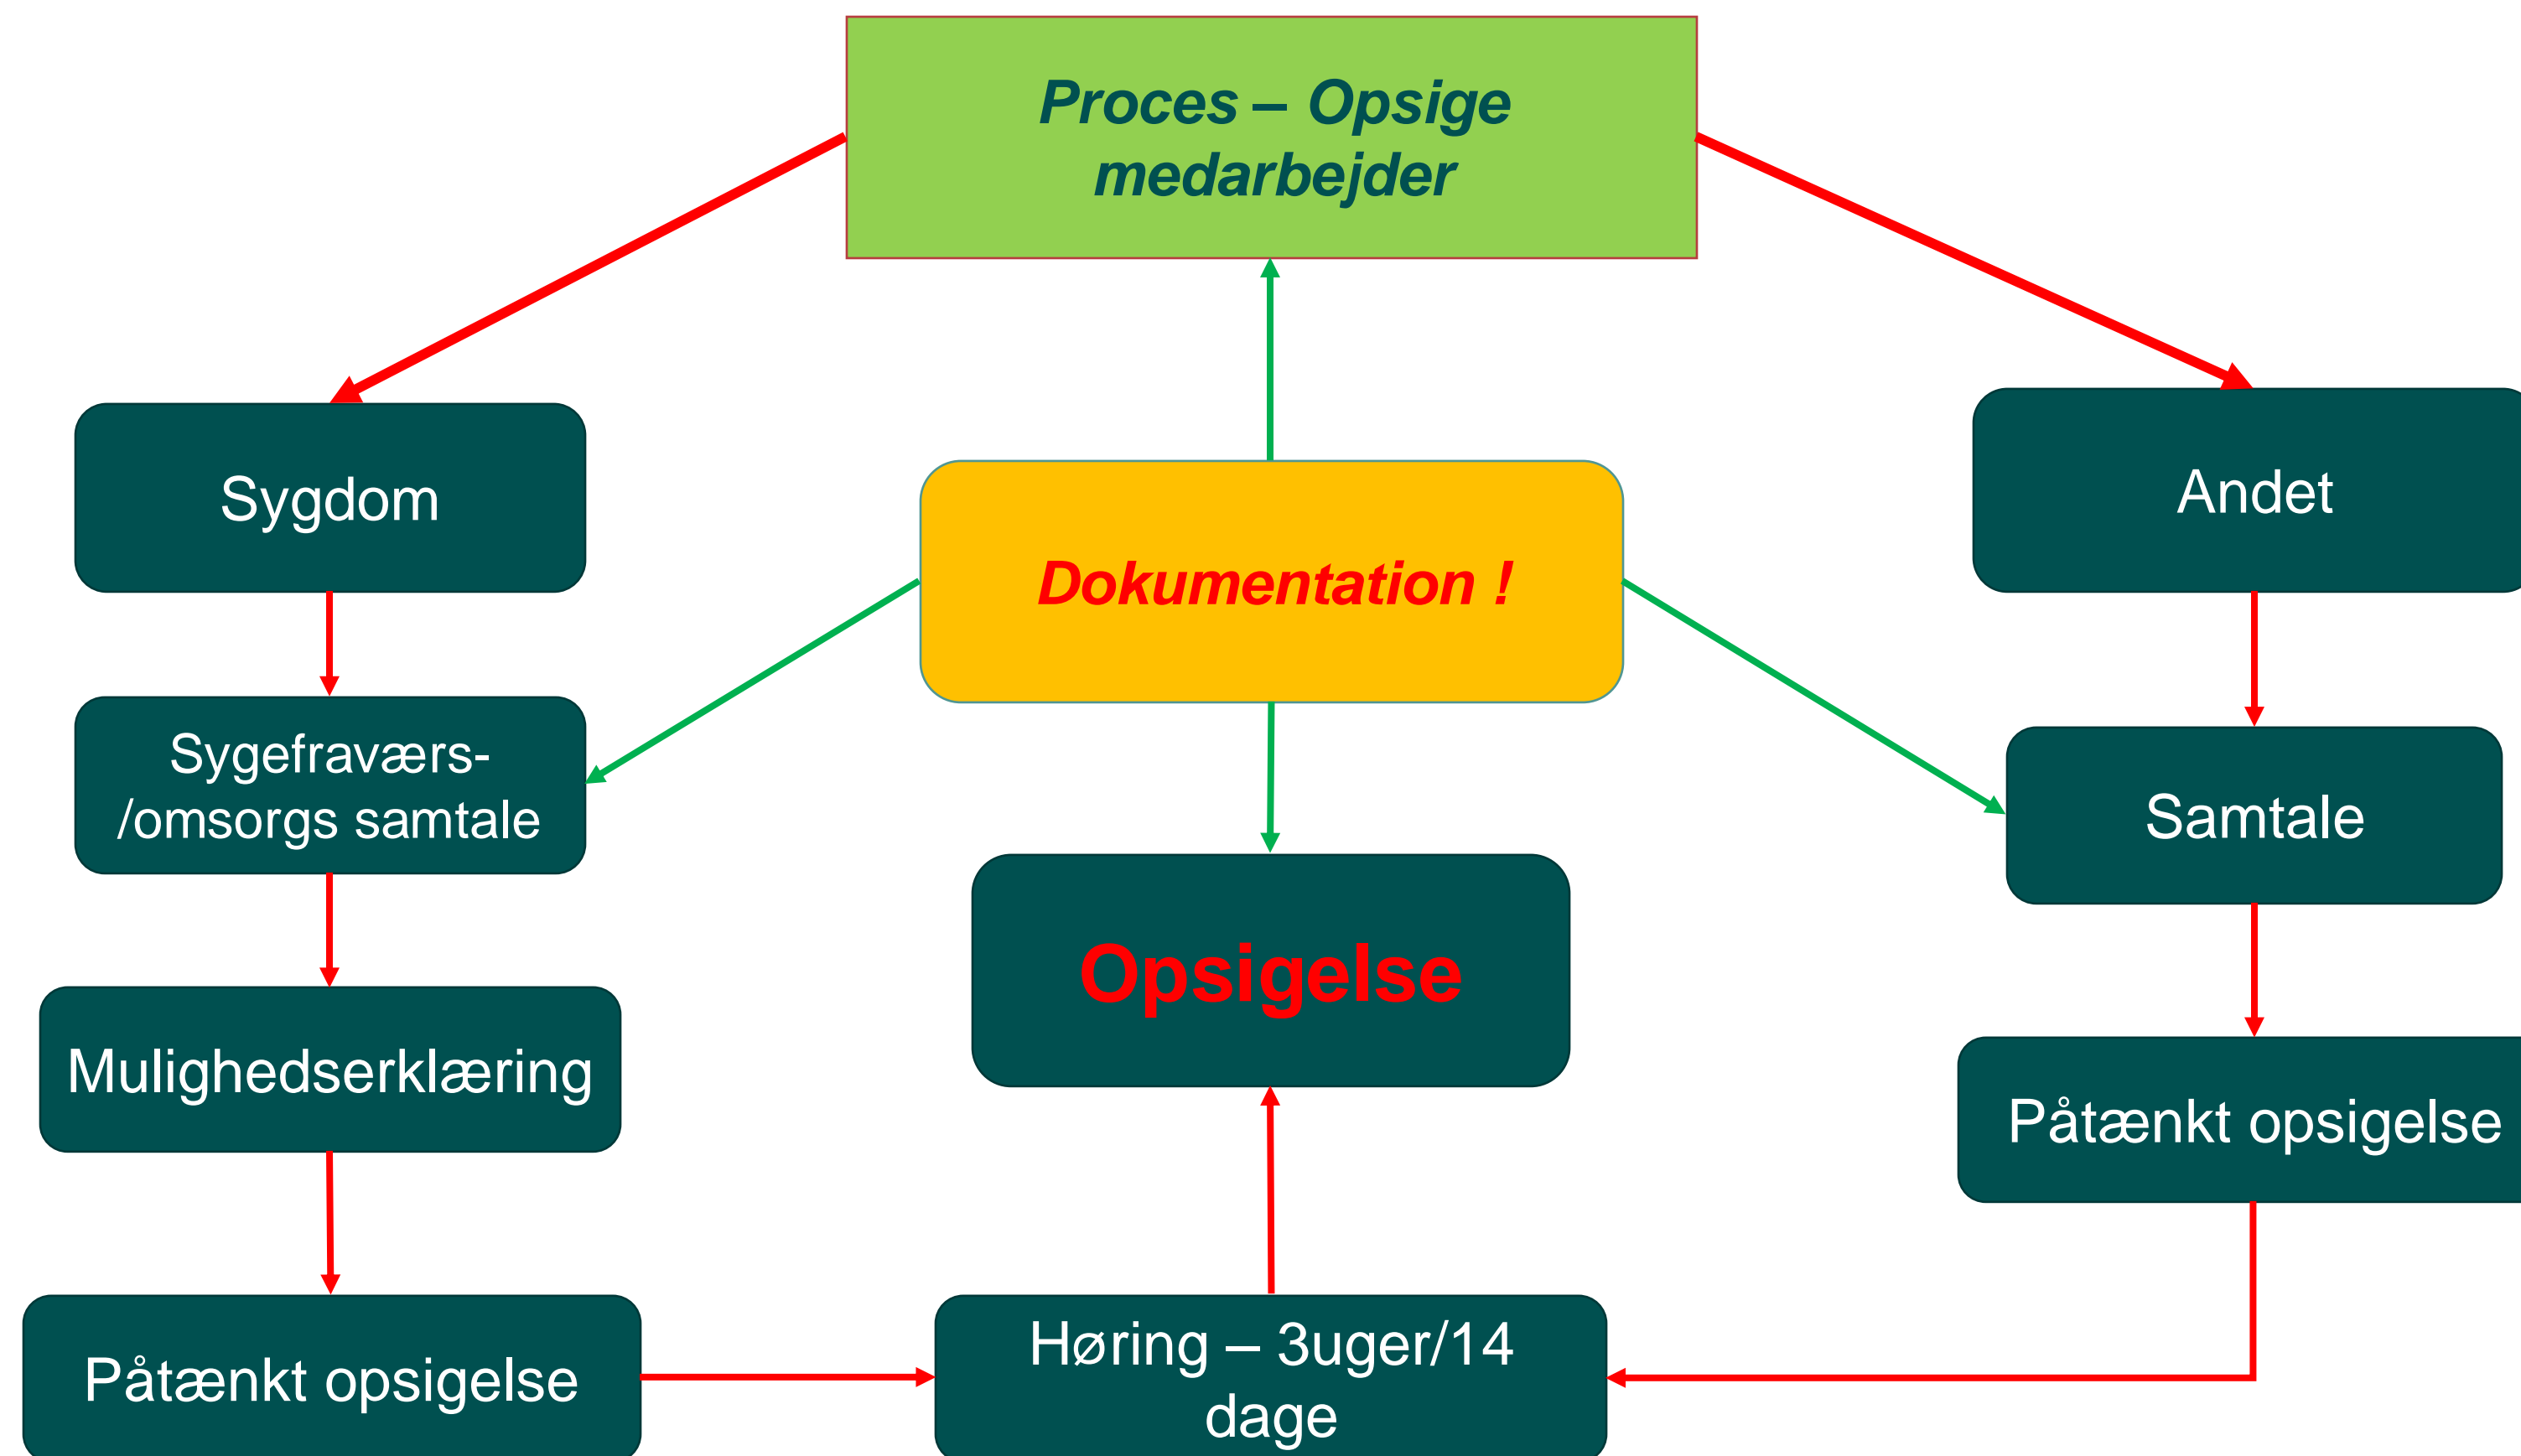 Proces – Opsige
medarbejder
Sygdom
Andet
Dokumentation !
Sygefraværs-
/omsorgs samtale
Samtale
Opsigelse
Mulighedserklæring
Påtænkt opsigelse
Påtænkt opsigelse
Høring – 3uger/14
dage